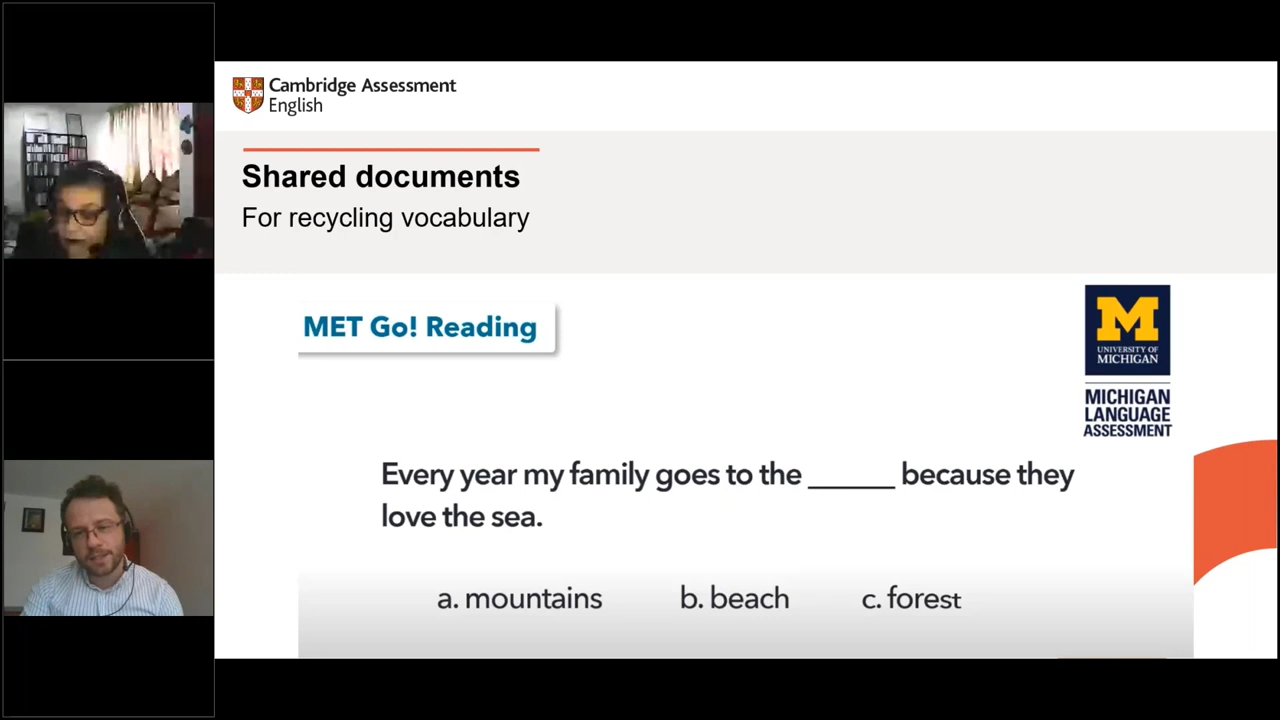 Cambridge Assessment
English
Shared documents
For recycling vocabulary
MET Go! Reading
M
UNIVERSITY OF
MICHIGAN
MICHIGAN
LANGUAGE
ASSESSMENT
Every year my family goes to the ______ because they
love the sea.
a. mountains b. beach c. forest